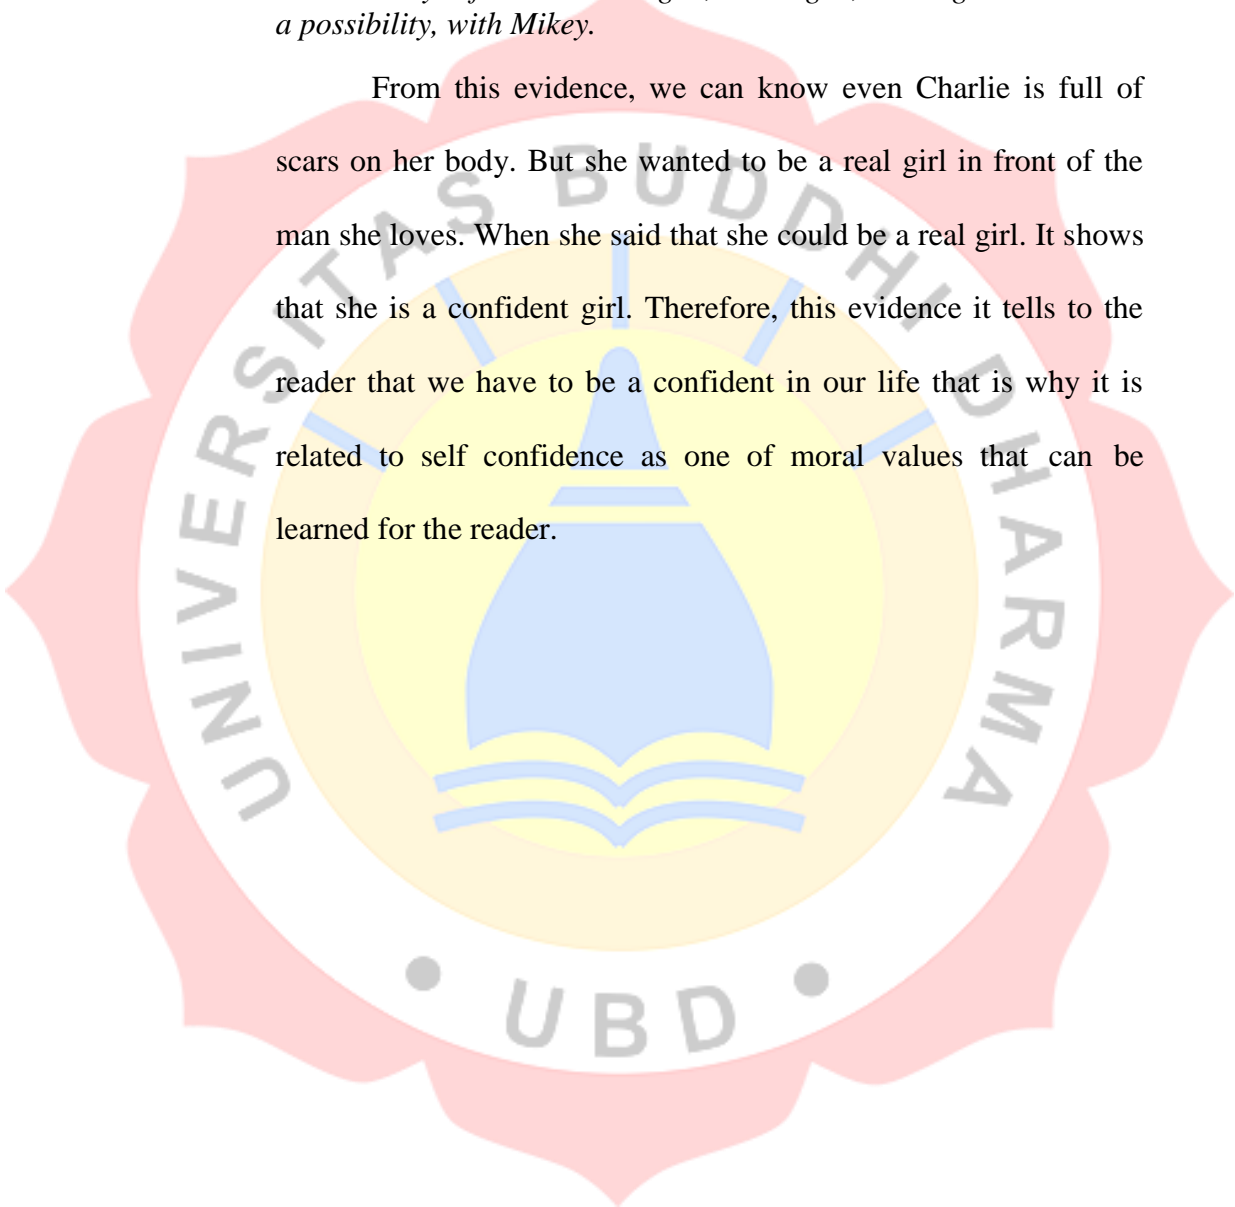 a possibility, with Mikey.
From this evidence, we can know even Charlie is full of
scars on her body. But she wanted to be a real girl in front of the
man she loves. When she said that she could be a real girl. It shows
that she is a confident girl. Therefore, this evidence it tells to the
reader that we have to be a confident in our life that is why it is
related to self confidence as one of moral values that can be
learned for the reader.
UNIVERSITAS BUDDHI DHARMA
• UBD •